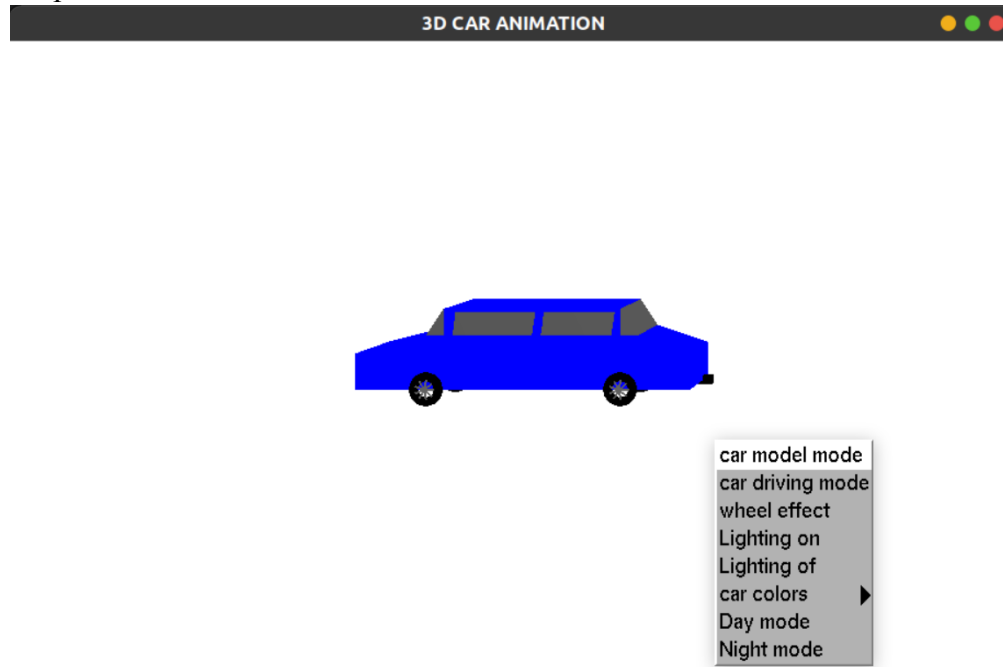 3D CAR ANIMATION
car model mode
car driving mode
wheel effect
Lighting on
Lighting of
car colors
Day mode
Night mode